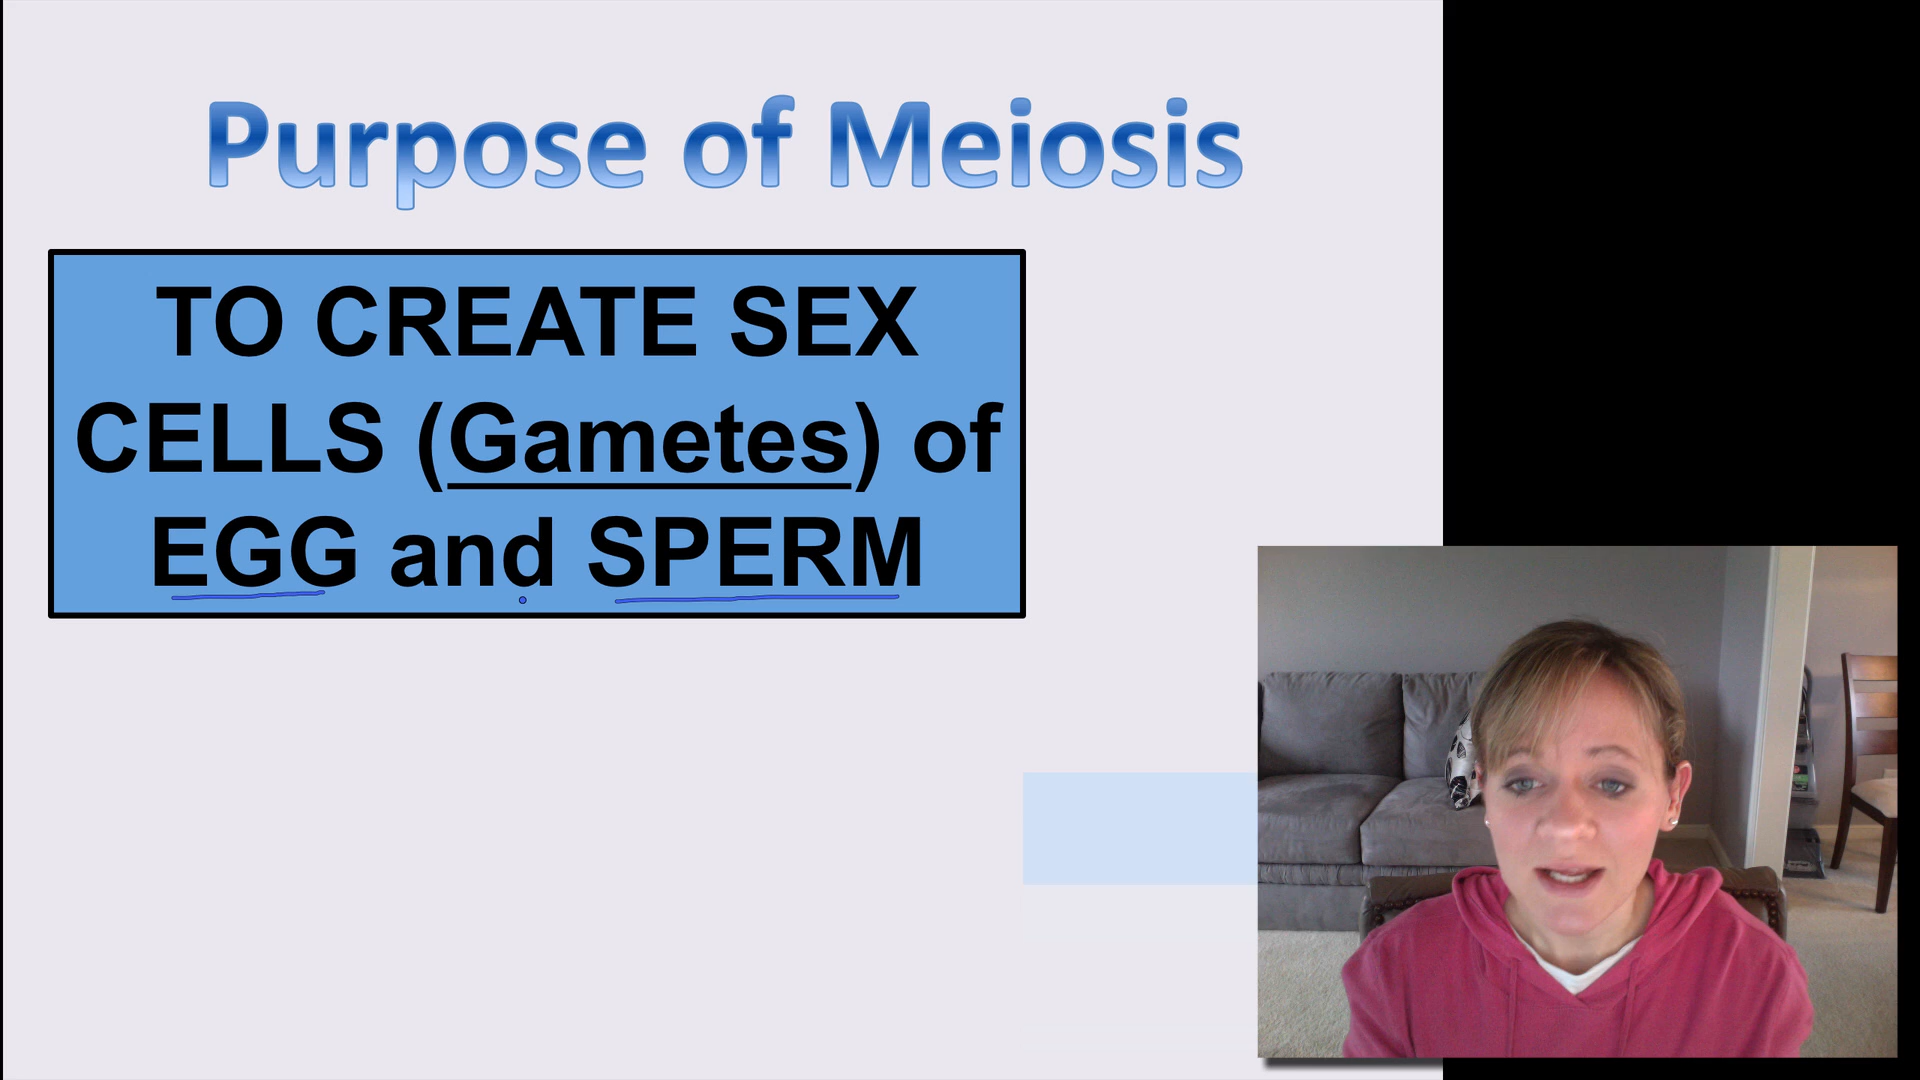 Purpose of Meiosis
TO CREATE SEX
CELLS (Gametes) of
EGG and SPERM